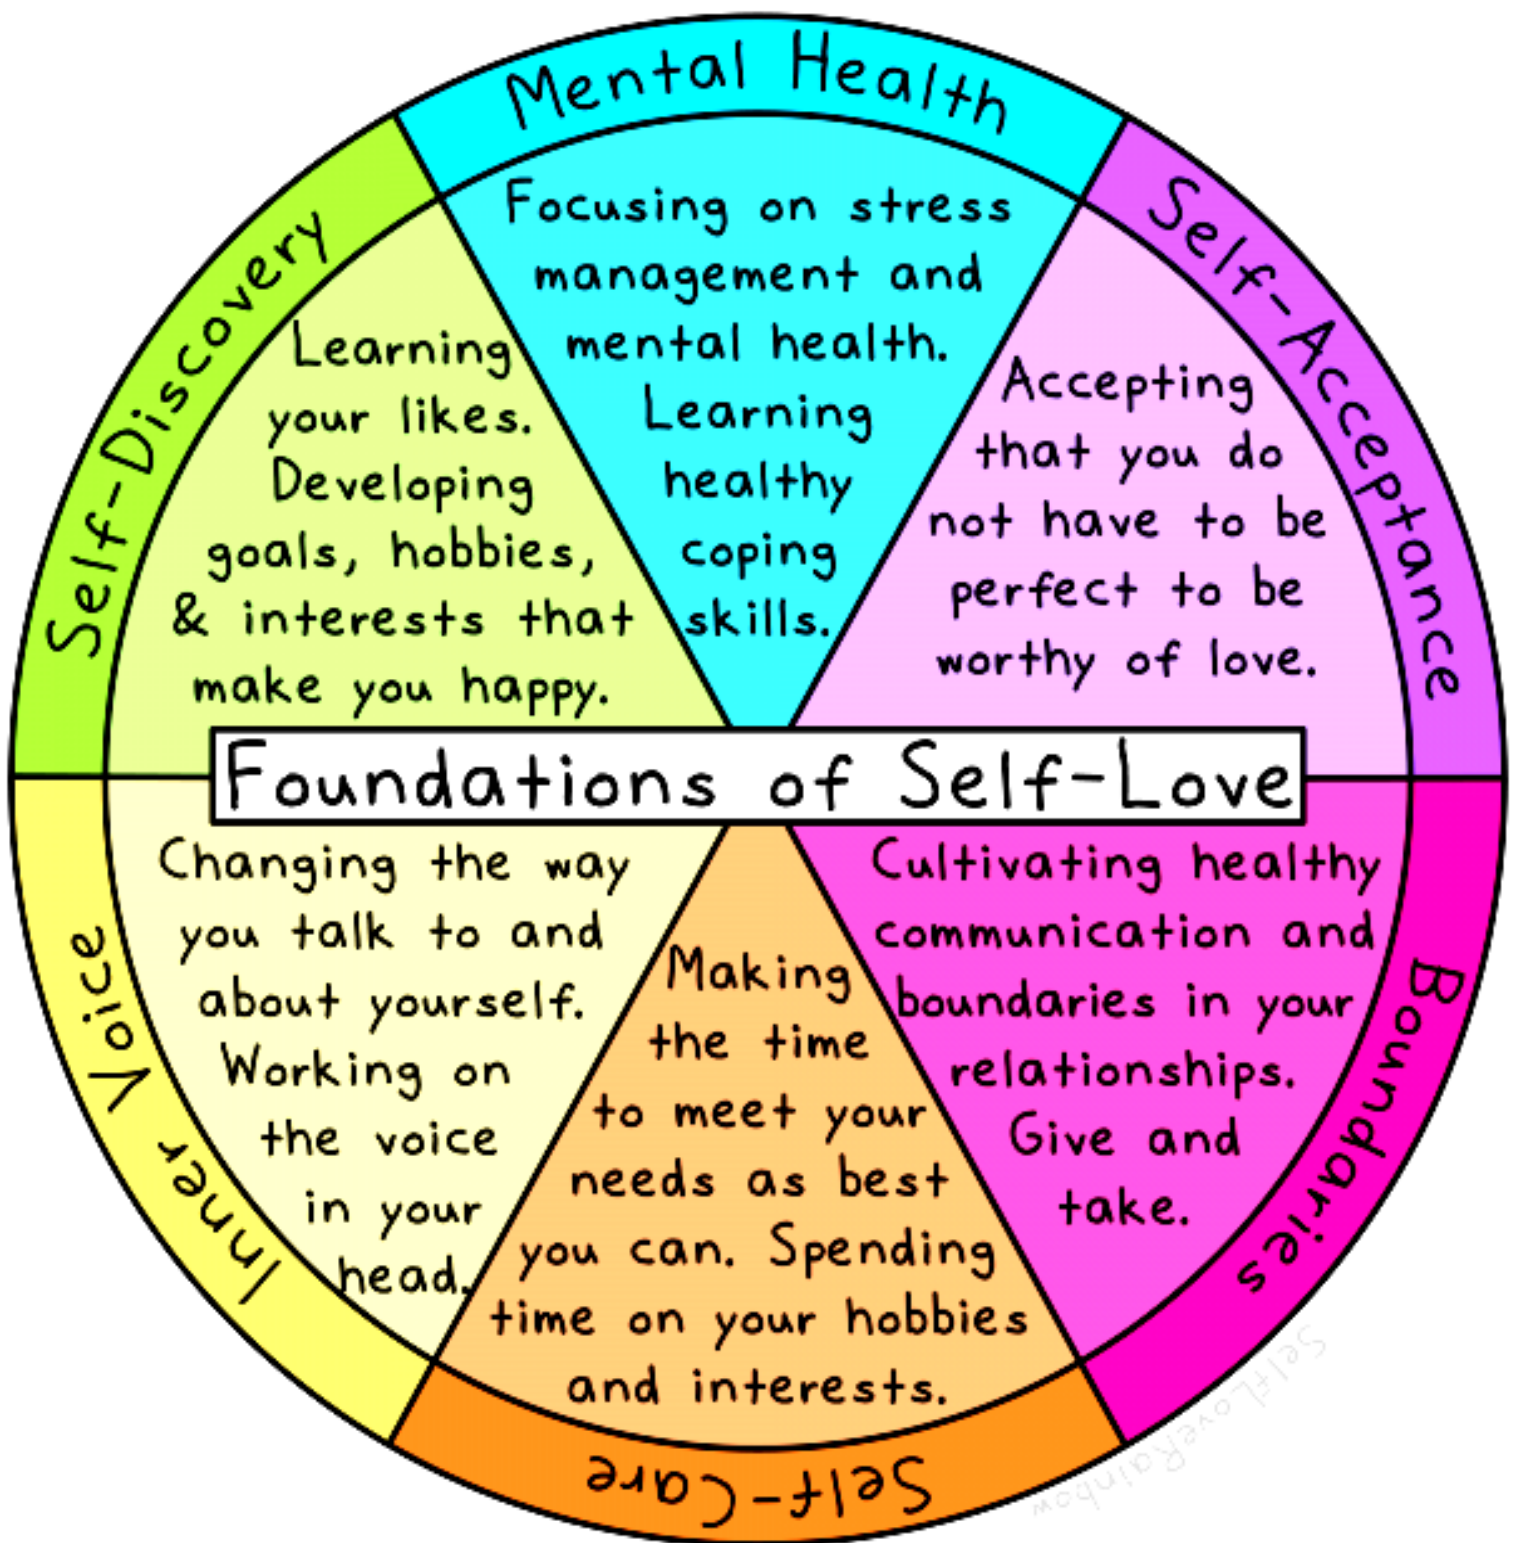 Mental Health
Focusing on stress
management and
mental health.
Learning
healthy
coping
skills.
Self-Acceptance
Accepting
that you do
not have to be
perfect to be
worthy of love.
Boundaries
Cultivating healthy
communication and
boundaries in your
relationships.
Give and
take.
Self-Care
Making
the time
to meet your
needs as best
you can. Spending
time on your hobbies
and interests.
Inner Voice
Changing the way
you talk to and
about yourself.
Working on
the voice
in your
head.
Self-Discovery
Learning
your likes.
Developing
goals, hobbies,
& interests that
make you happy.
Foundations of Self-Love
SelfLoveRainbow